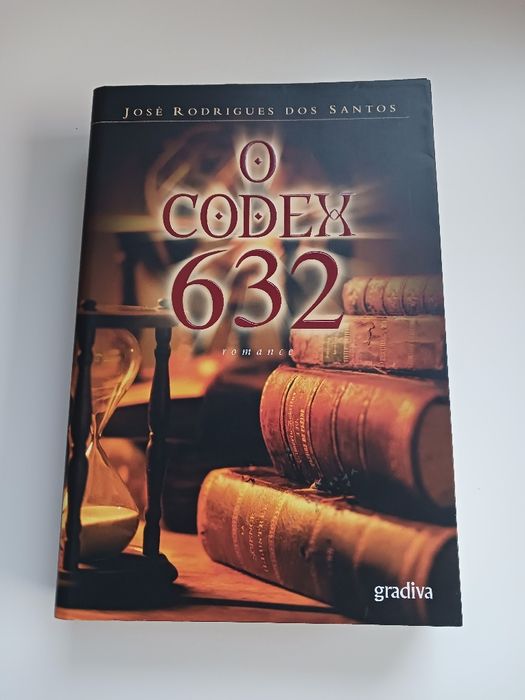 JOSÉ RODRIGUES DOS SANTOS
O
CODEX
632
romance
gradiva